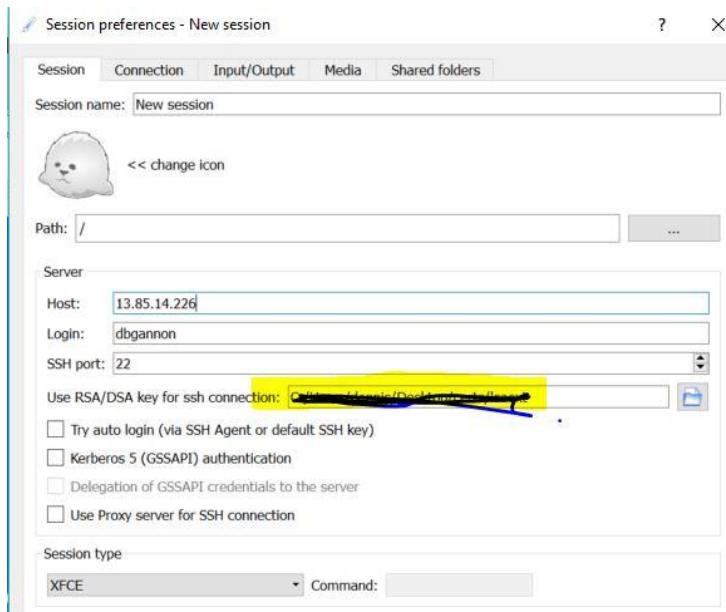 Session preferences - New session ? X
Session Connection Input/Output Media Shared folders
Session name: New session
<< change icon
Path: / ...
Server
Host: 13.85.14.226
Login: dbgannon
SSH port: 22
Use RSA/DSA key for ssh connection:
Try auto login (via SSH Agent or default SSH key)
Kerberos 5 (GSSAPI) authentication
Delegation of GSSAPI credentials to the server
Use Proxy server for SSH connection
Session type
XFCE Command: